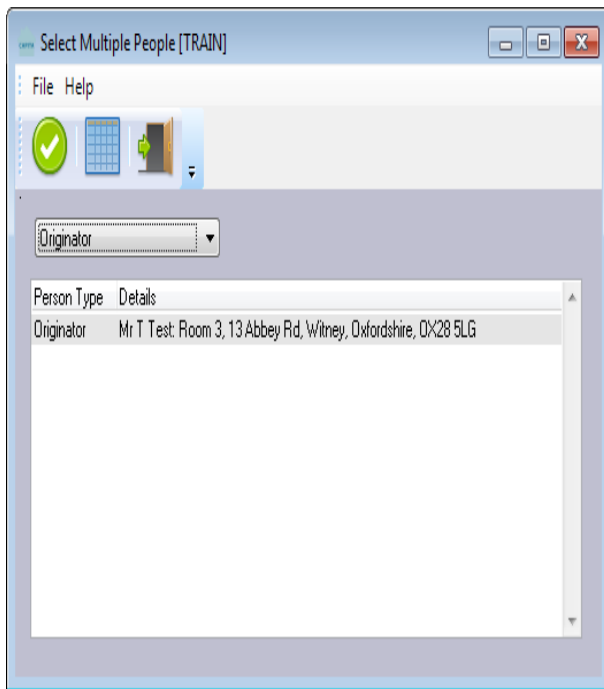 Select Multiple People [TRAIN]
File Help
Originator
Person Type Details
Originator Mr T Test: Room 3, 13 Abbey Rd, Witney, Oxfordshire, OX28 5LG